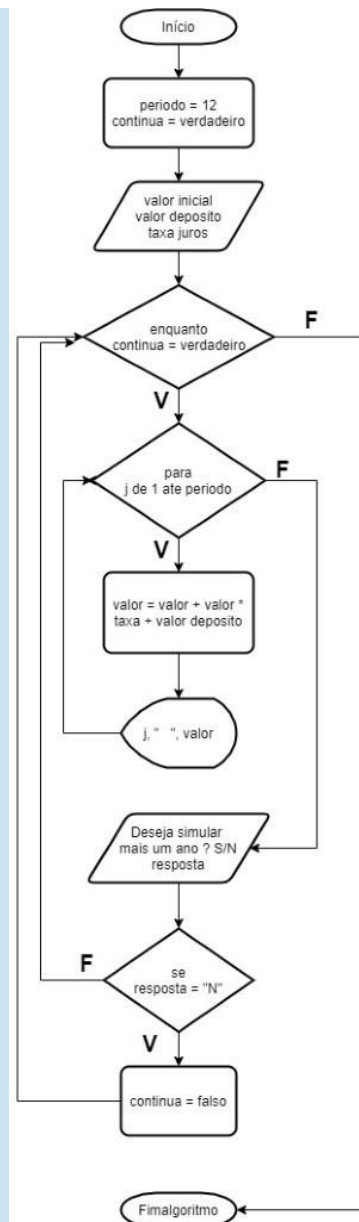 Início
periodo = 12
continua = verdadeiro
valor inicial
valor deposito
taxa juros
enquanto
continua = verdadeiro
F
V
para
j de 1 ate periodo
F
V
valor = valor + valor *
taxa + valor deposito
j, "   ", valor
Deseja simular
mais um ano ? S/N
resposta
se
resposta = "N"
F
V
continua = falso
Fimalgoritmo